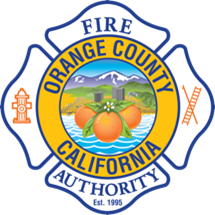 FIRE
ORANGE COUNTY
CALIFORNIA
AUTHORITY
Est. 1995